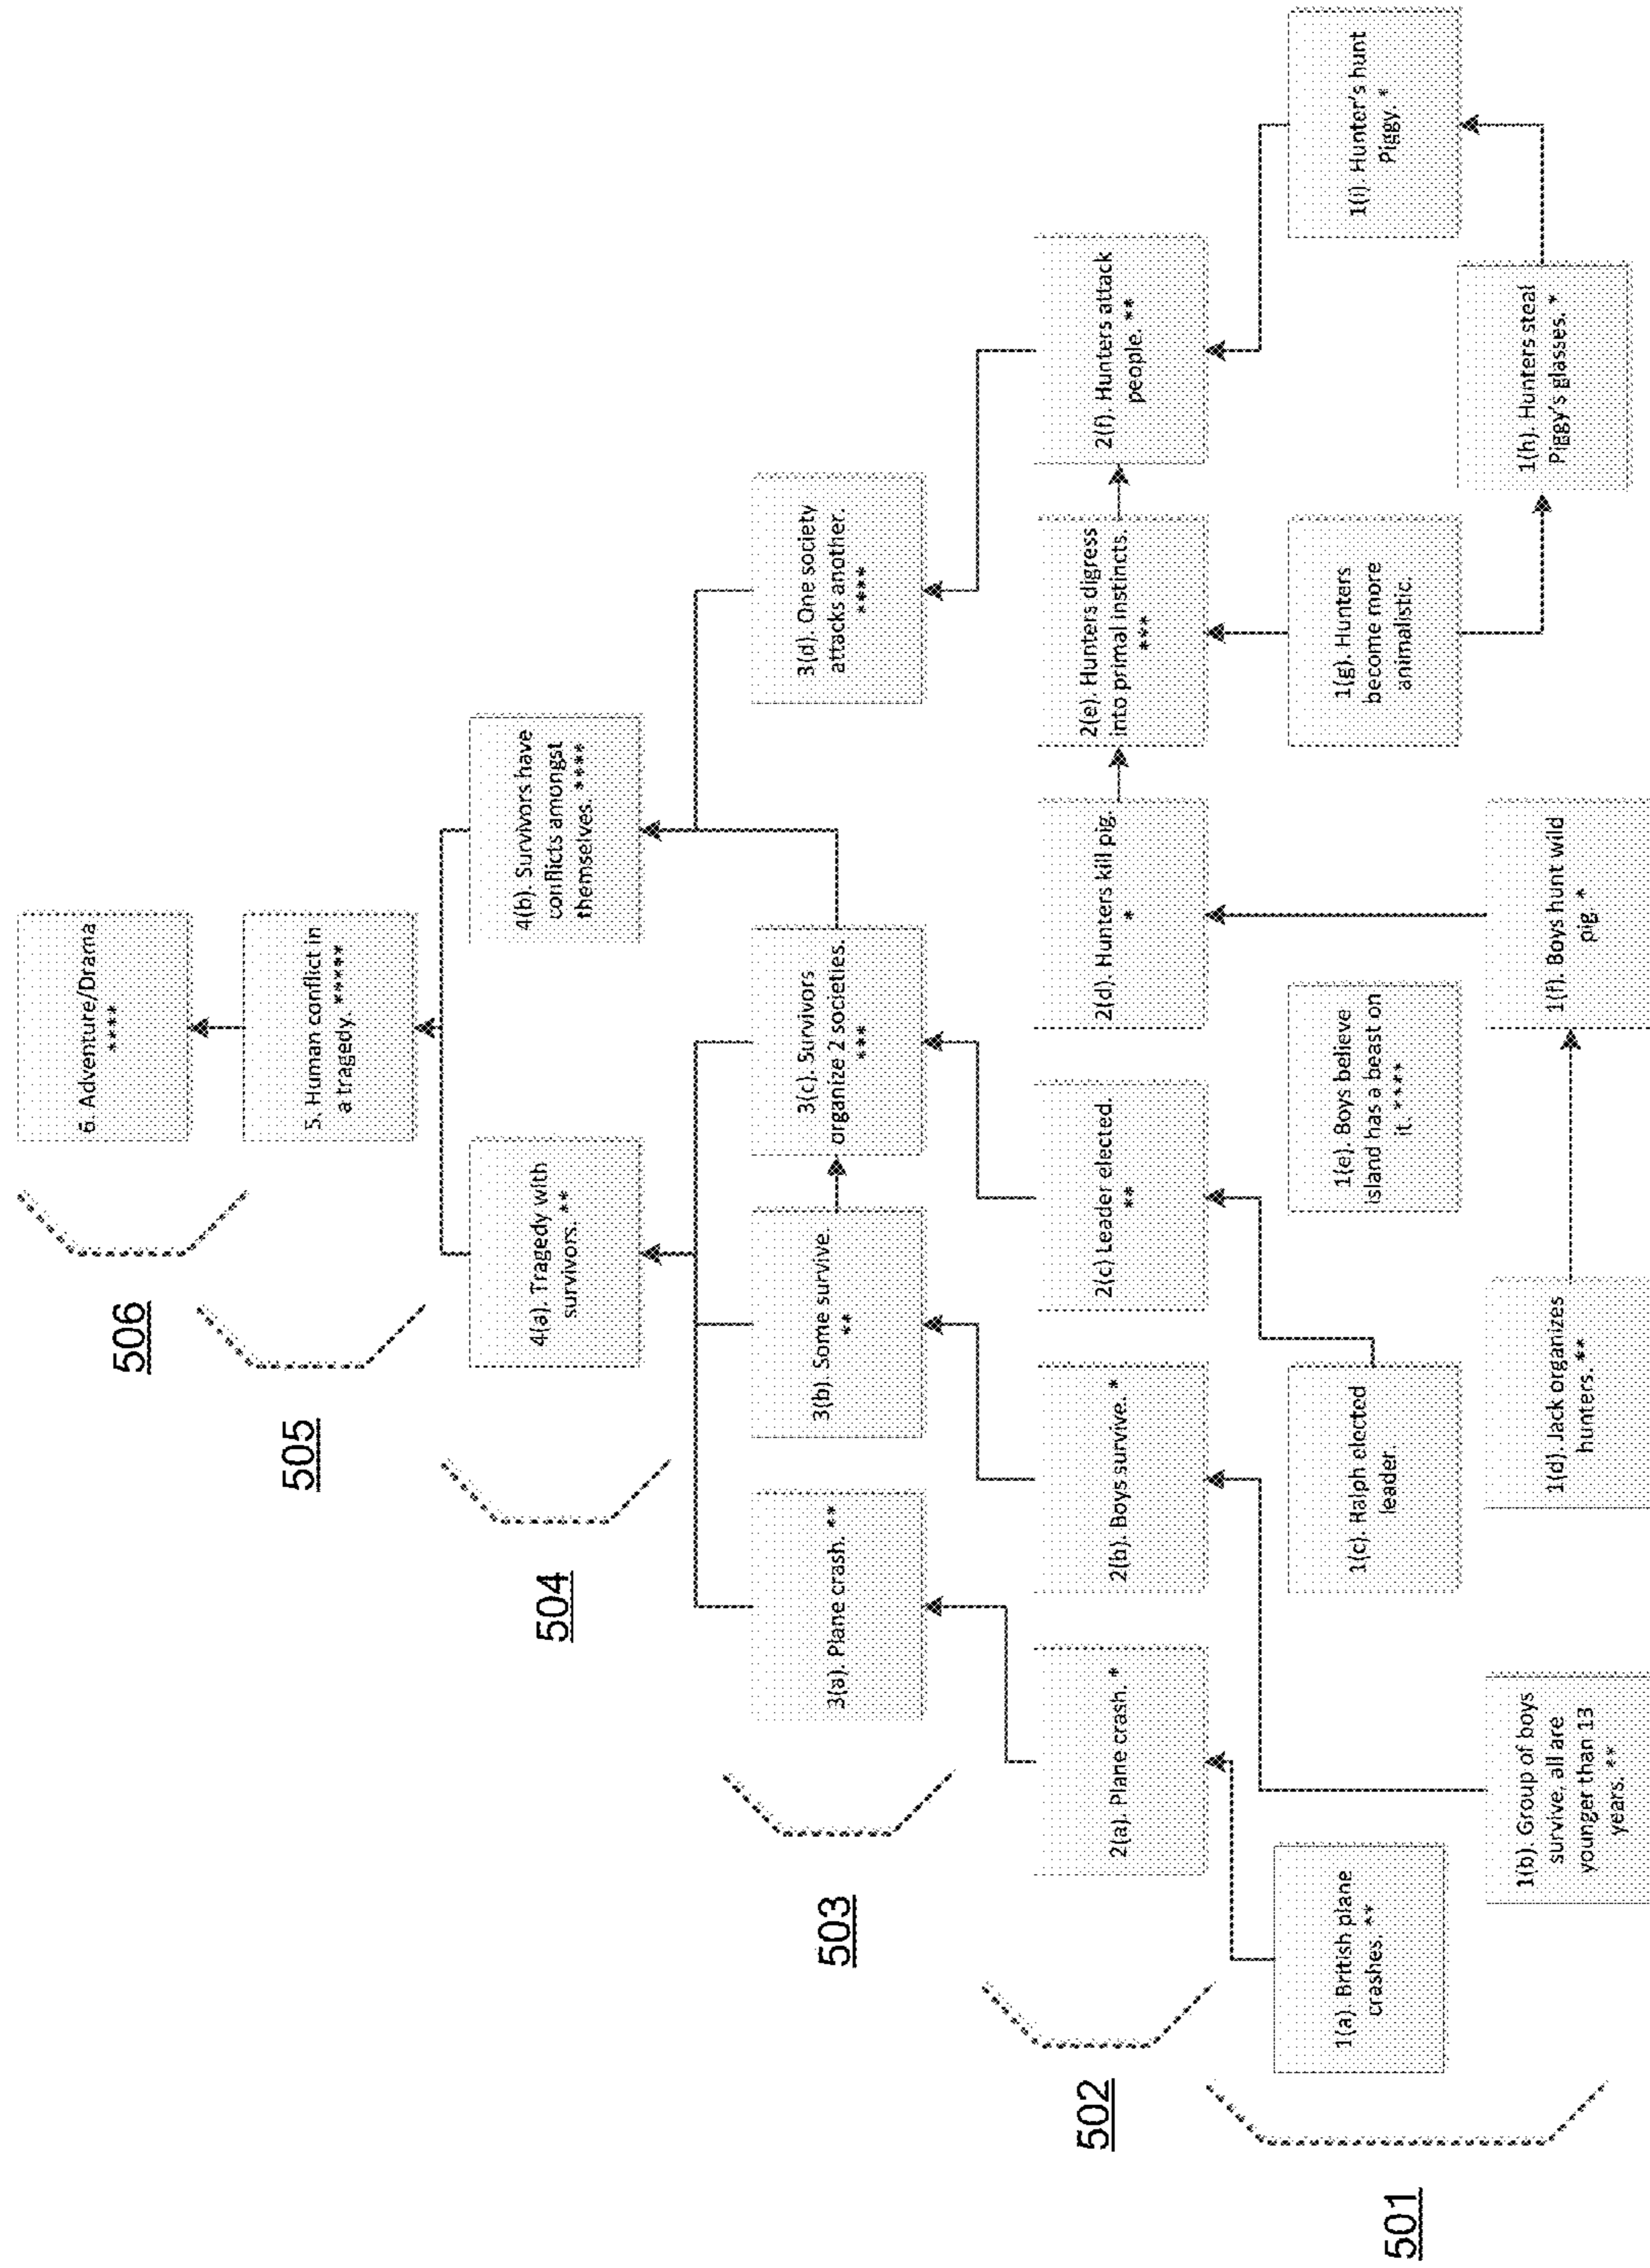 506
6. Adventure/Drama
****
505
5. Human conflict in
a tragedy. *****
504
4(a). Tragedy with
survivors. **
4(b). Survivors have
conflicts amongst
themselves. ****
503
3(a). Plane crash. **
3(b). Some survive.
**
3(c). Survivors
organize 2 societies.
***
3(d). One society
attacks another.
****
502
2(a). Plane crash. *
2(b). Boys survive. *
2(c) Leader elected.
**
2(d). Hunters kill pig.
*
2(e). Hunters digress
into primal instincts.
***
2(f). Hunters attack
people. **
501
1(a). British plane
crashes. **
1(b). Group of boys
survive, all are
younger than 13
years. **
1(c). Ralph elected
leader
1(d). Jack organizes
hunters. **
1(e). Boys believe
island has a beast on
it. ****
1(f). Boys hunt wild
pig. *
1(g). Hunters
become more
animalistic.
1(h). Hunters steal
Piggy's glasses. *
1(i). Hunter's hunt
Piggy. *